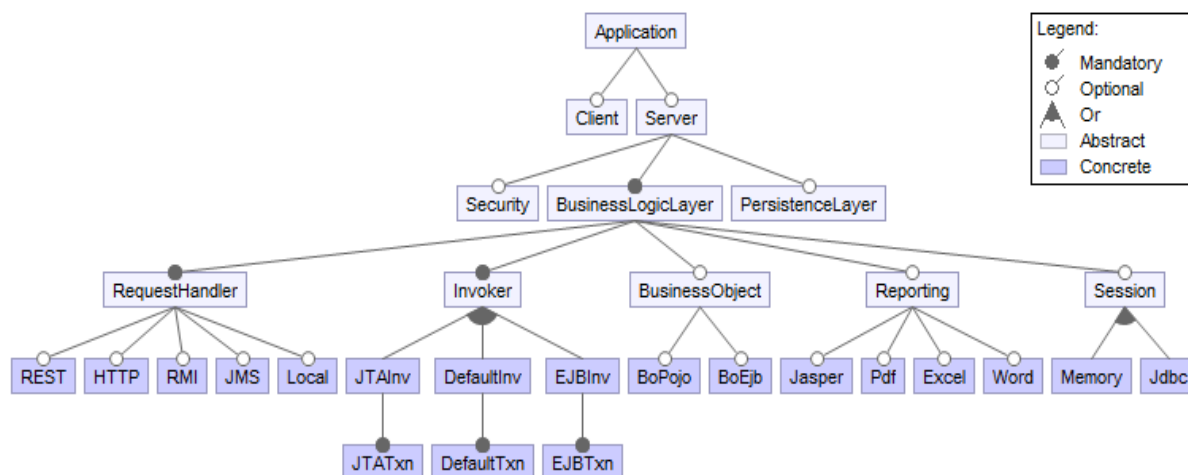 Application
Legend:
Mandatory
Optional
Or
Abstract
Concrete
Client
Server
Security
BusinessLogicLayer
PersistenceLayer
RequestHandler
Invoker
BusinessObject
Reporting
Session
REST
HTTP
RMI
JMS
Local
JTAInv
DefaultInv
EJBInv
BoPojo
BoEjb
Jasper
Pdf
Excel
Word
Memory
Jdbc
JTATxn
DefaultTxn
EJBTxn